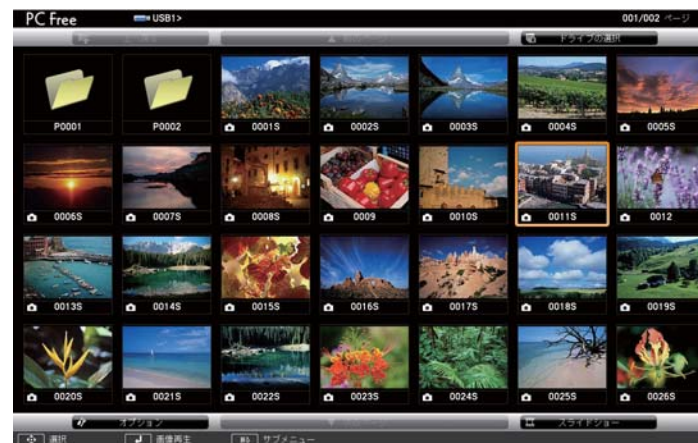 PC Free USB1> 001/002 ページ
ドライブの選択
P0001 P0002 0001S 0002S 0003S 0004S 0005S
0006S 0007S 0008S 0009 0010S 0011S 0012
0013S 0014S 0015S 0016S 0017S 0018S 0019S
0020S 0021S 0022S 0023S 0024S 0025S 0026S
オプション スライドショー
選択 画像再生 サブメニュー